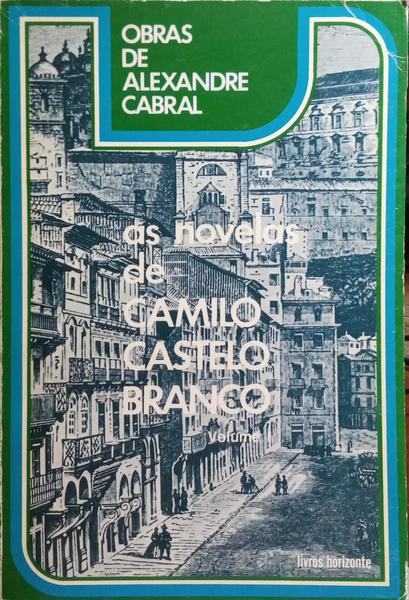 OBRAS
DE
ALEXANDRE
CABRAL
as novelas
de
CAMILO
CASTELO
BRANCO
volume
livros horizonte